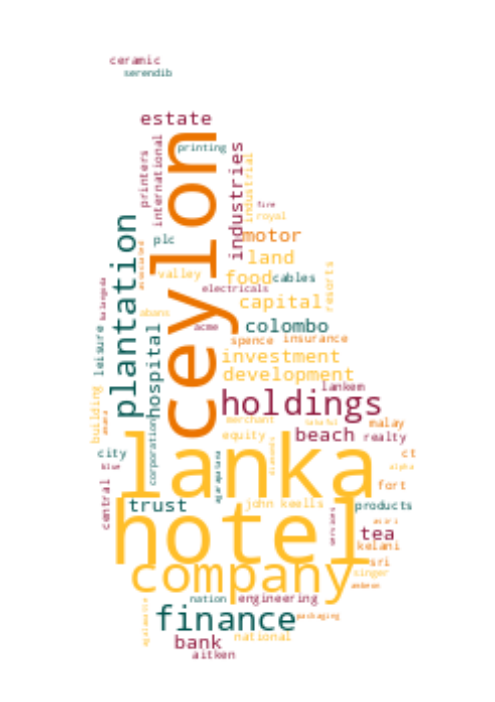 ceramic
serendib
estate
printing
ceylon
printers
international
industries
industrial
fire
royal
motor
plc
land
valley
food
cables
electricals
resorts
plantation
capital
abans
acme
colombo
leisure
hospital
spence
insurance
investment
development
lankem
holdings
building
corporation
merchant
malay
beach
realty
equity
lanka
city
ct
blue
alpha
central
fort
trust
john keells
products
hotel
asiri
tea
services
kelani
sri
company
singer
nation
engineering
finance
packaging
national
bank
aitken